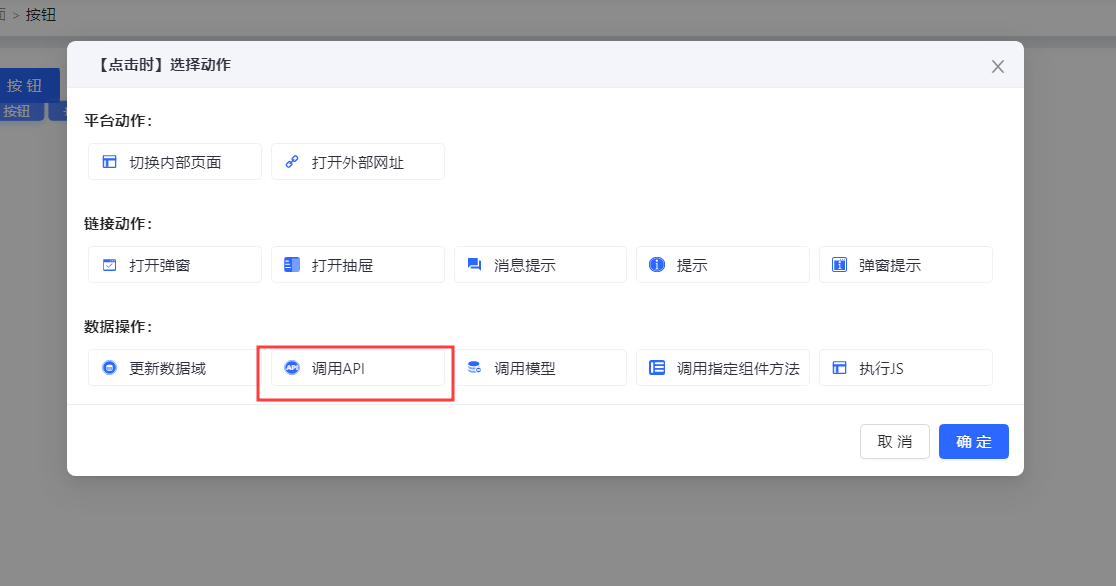 > 按钮
【点击时】选择动作
按 钮
按钮
平台动作：
切换内部页面
打开外部网址
链接动作：
打开弹窗
打开抽屉
消息提示
提示
弹窗提示
数据操作：
更新数据域
API 调用API
调用模型
调用指定组件方法
执行JS
取 消
确 定